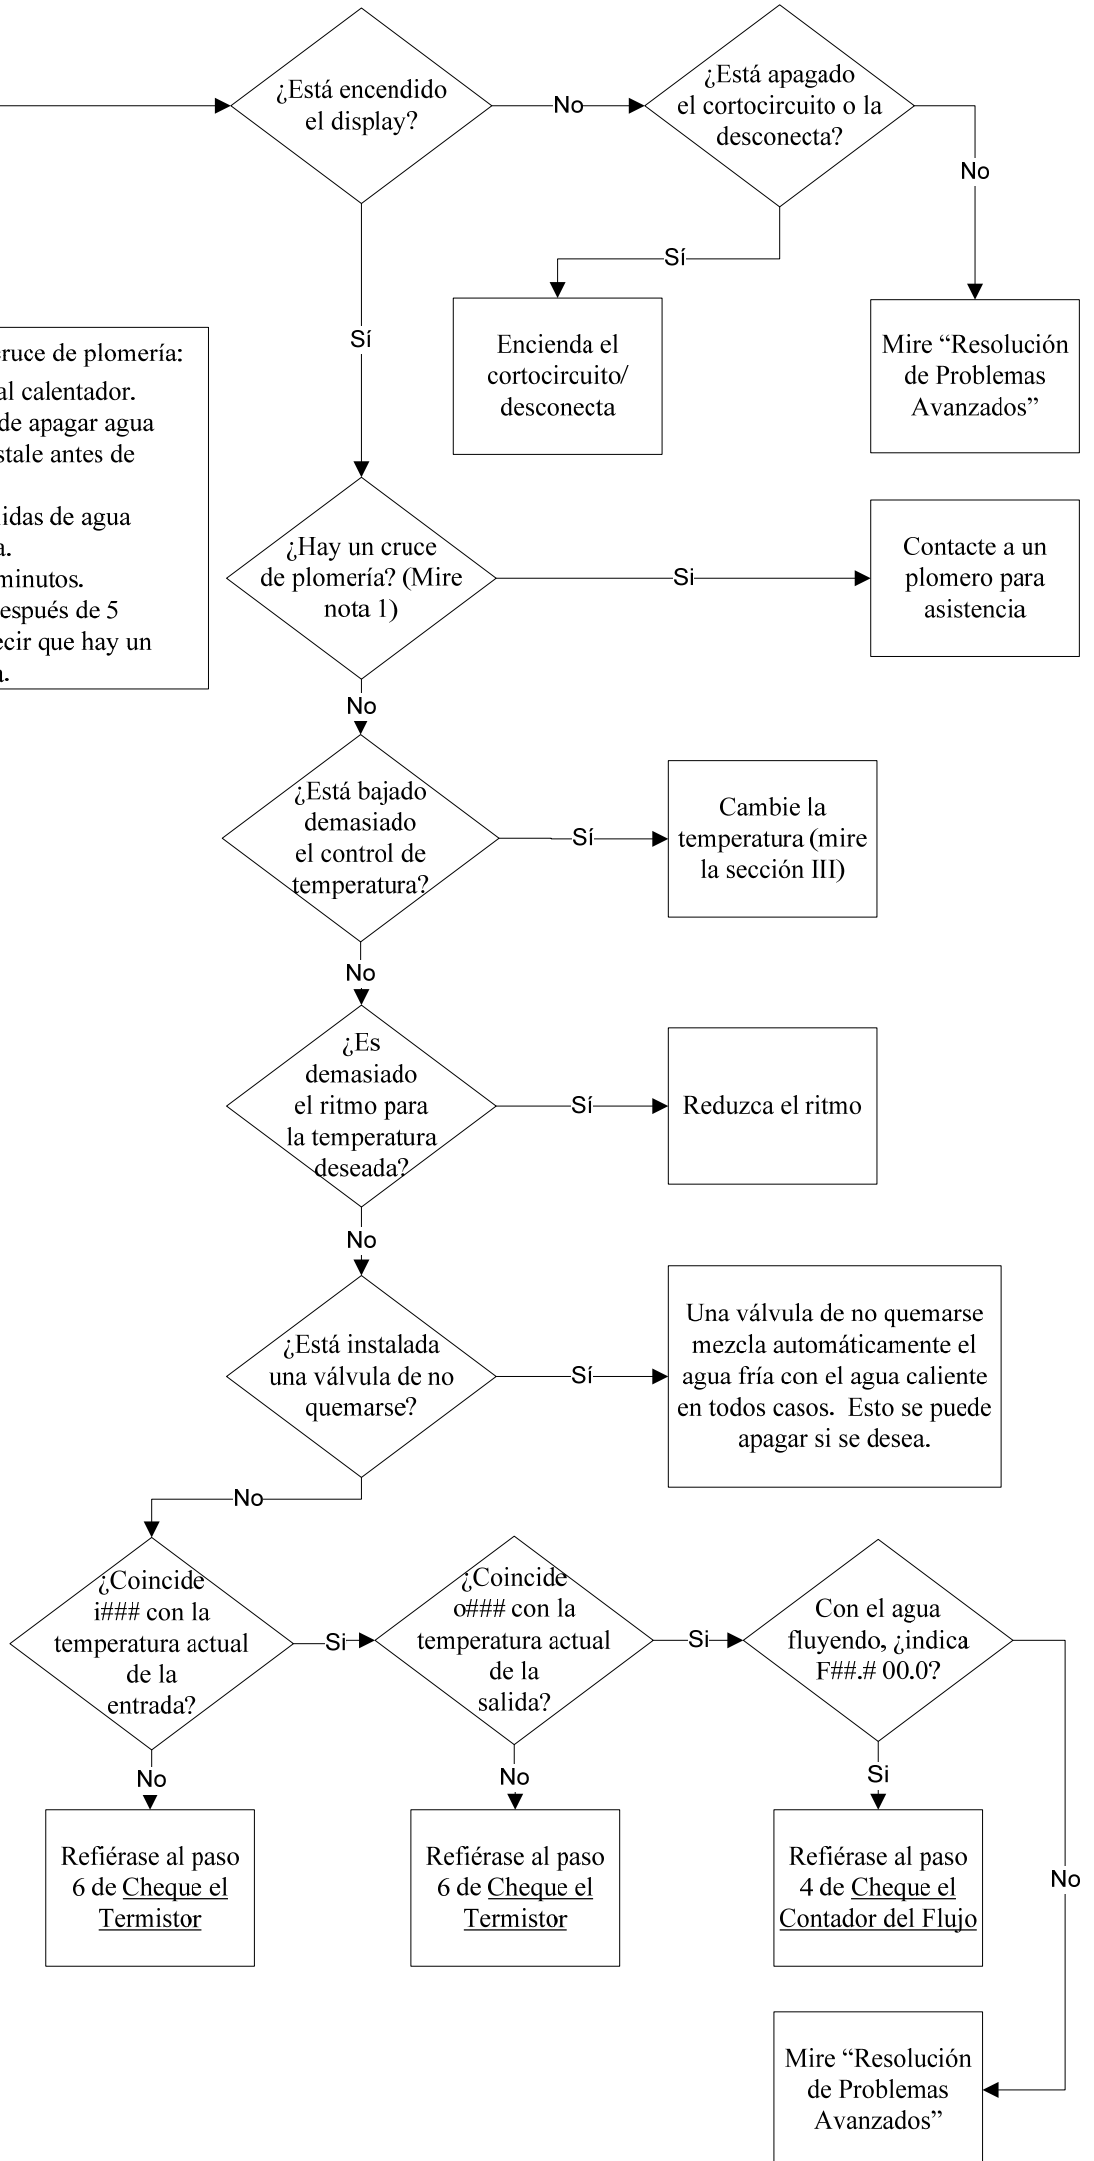 ¿Está encendido
el display?
No
¿Está apagado
el cortocircuito o la
desconecta?
No
Sí
Sí
Encienda el
cortocircuito/
desconecta
Mire “Resolución
de Problemas
Avanzados”
cruce de plomería:
al calentador.
de apagar agua
stale antes de
lidas de agua
a.
minutos.
espués de 5
ecir que hay un
a.
¿Hay un cruce
de plomería? (Mire
nota 1)
Si
Contacte a un
plomero para
asistencia
No
¿Está bajado
demasiado
el control de
temperatura?
Sí
Cambie la
temperatura (mire
la sección III)
No
¿Es
demasiado
el ritmo para
la temperatura
deseada?
Sí
Reduzca el ritmo
No
¿Está instalada
una válvula de no
quemarse?
Sí
Una válvula de no quemarse
mezcla automáticamente el
agua fría con el agua caliente
en todos casos.  Esto se puede
apagar si se desea.
No
¿Coincide
i### con la
temperatura actual
de la
entrada?
Si
¿Coincide
o### con la
temperatura actual
de la
salida?
Si
Con el agua
fluyendo, ¿indica
F##.# 00.0?
No
No
Si
Refiérase al paso
6 de Cheque el
Termistor
Refiérase al paso
6 de Cheque el
Termistor
Refiérase al paso
4 de Cheque el
Contador del Flujo
No
Mire “Resolución
de Problemas
Avanzados”